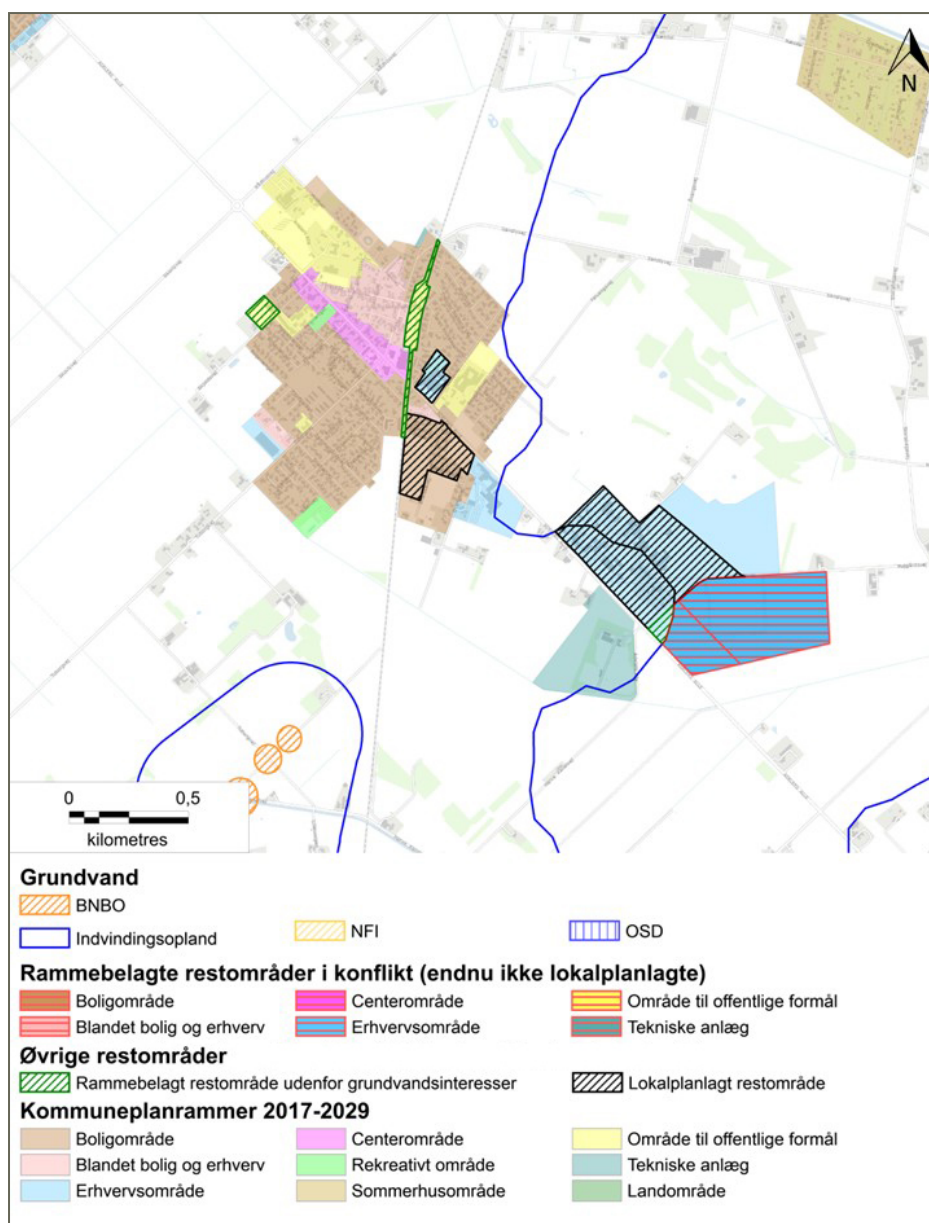 N
0 0,5
kilometres
Grundvand
BNBO
Indvindingsopland NFI OSD
Rammebelagte restområder i konflikt (endnu ikke lokalplanlagte)
Boligområde Centerområde Område til offentlige formål
Blandet bolig og erhverv Erhvervsområde Tekniske anlæg
Øvrige restområder
Rammebelagt restområde udenfor grundvandsinteresser Lokalplanlagt restområde
Kommuneplanrammer 2017-2029
Boligområde Centerområde Område til offentlige formål
Blandet bolig og erhverv Rekreativt område Tekniske anlæg
Erhvervsområde Sommerhusområde Landområde